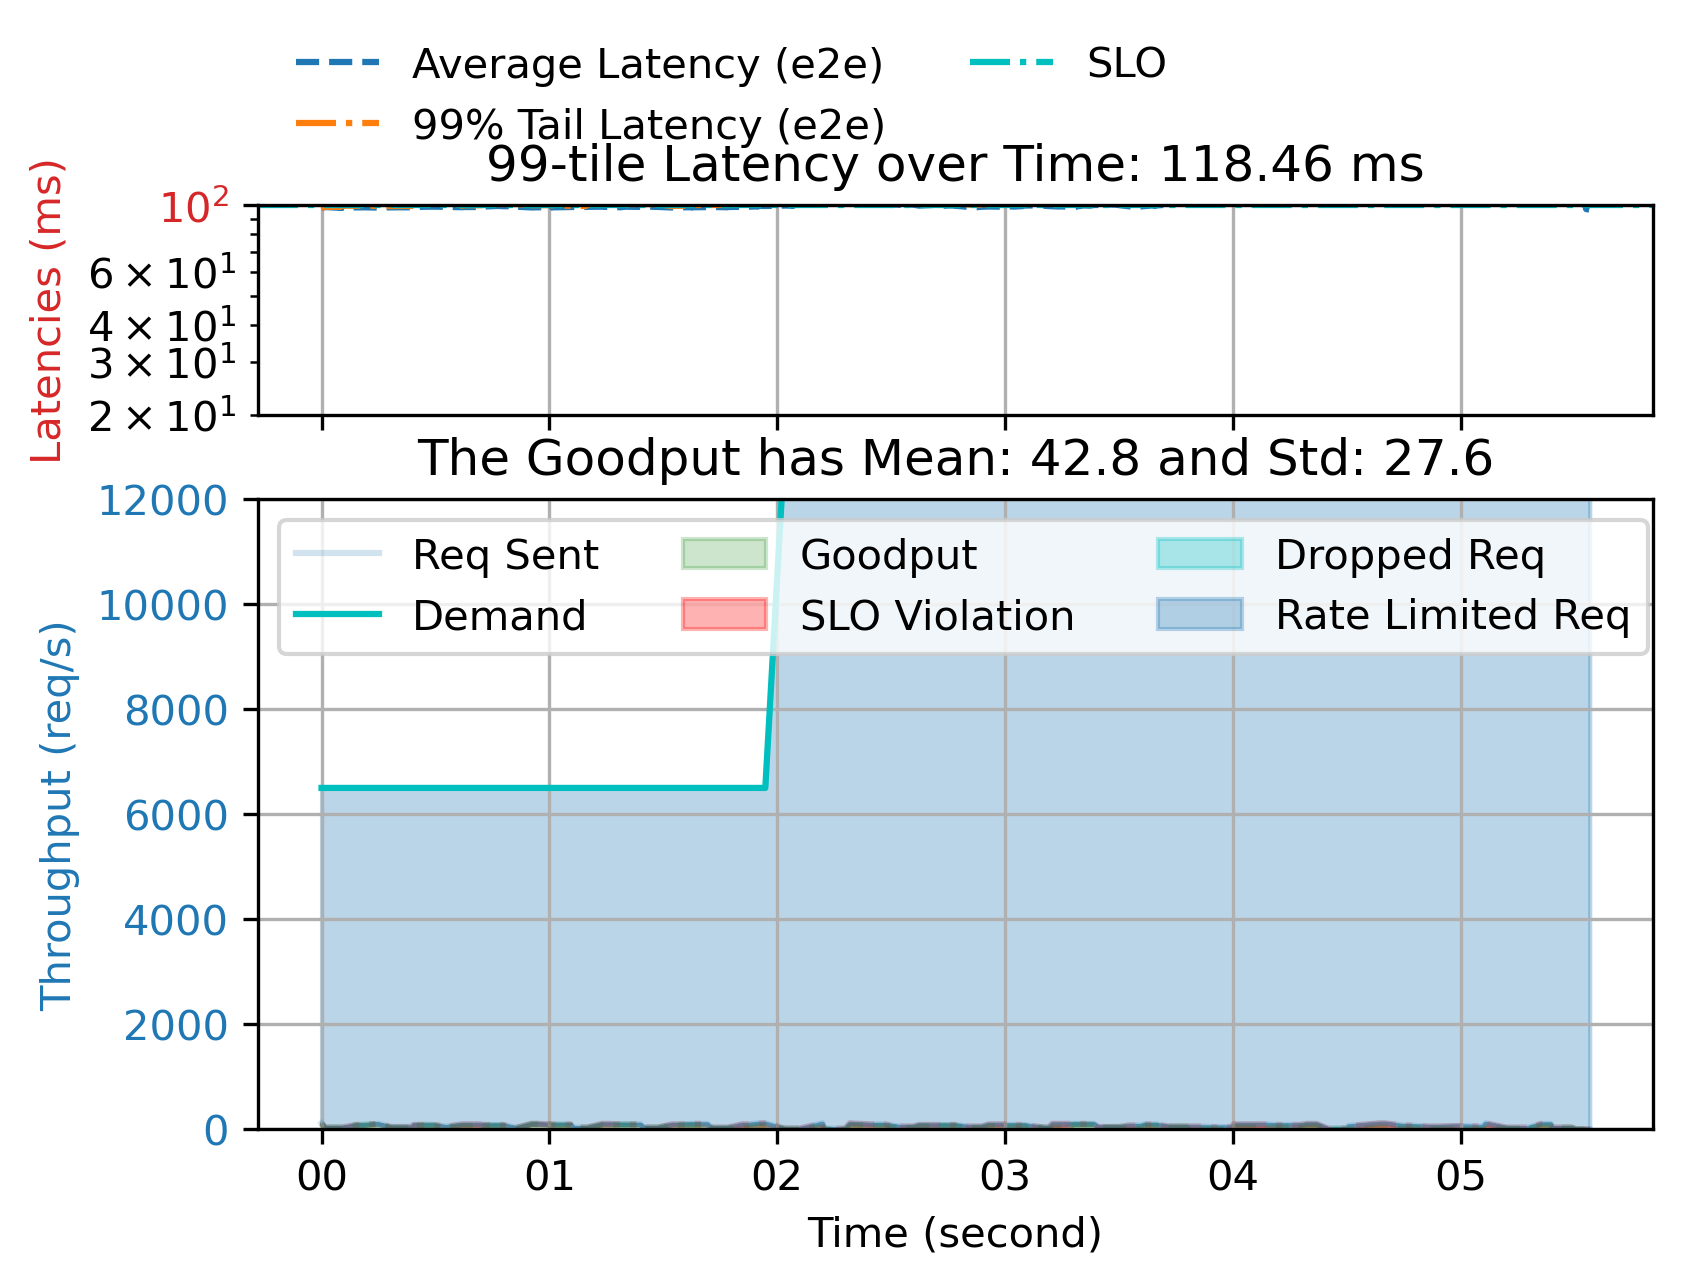 Average Latency (e2e)
SLO
99% Tail Latency (e2e)
99-tile Latency over Time: 118.46 ms
Latencies (ms)
10²
6 × 10¹
4 × 10¹
3 × 10¹
2 × 10¹
The Goodput has Mean: 42.8 and Std: 27.6
Req Sent
Goodput
Dropped Req
Demand
SLO Violation
Rate Limited Req
Throughput (req/s)
12000
10000
8000
6000
4000
2000
0
00 01 02 03 04 05
Time (second)